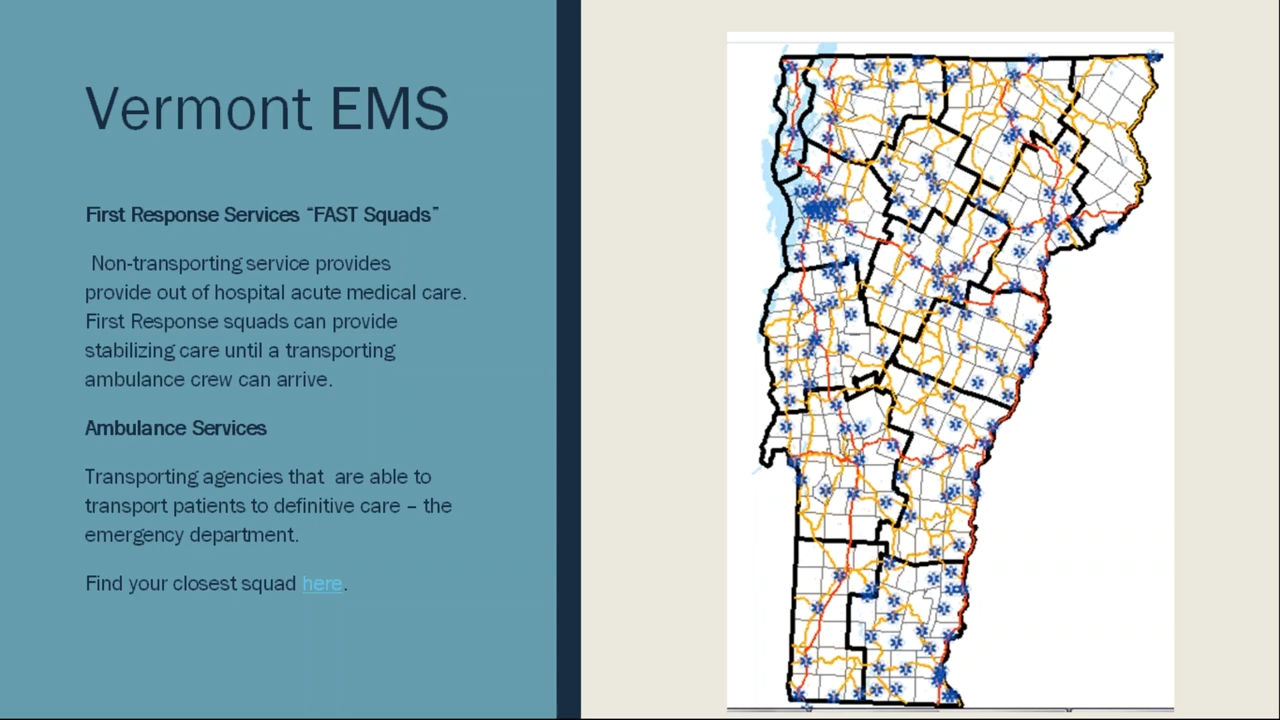 Vermont EMS
First Response Services “FAST Squads”
Non-transporting service provides
provide out of hospital acute medical care.
First Response squads can provide
stabilizing care until a transporting
ambulance crew can arrive.
Ambulance Services
Transporting agencies that  are able to
transport patients to definitive care – the
emergency department.
Find your closest squad here.